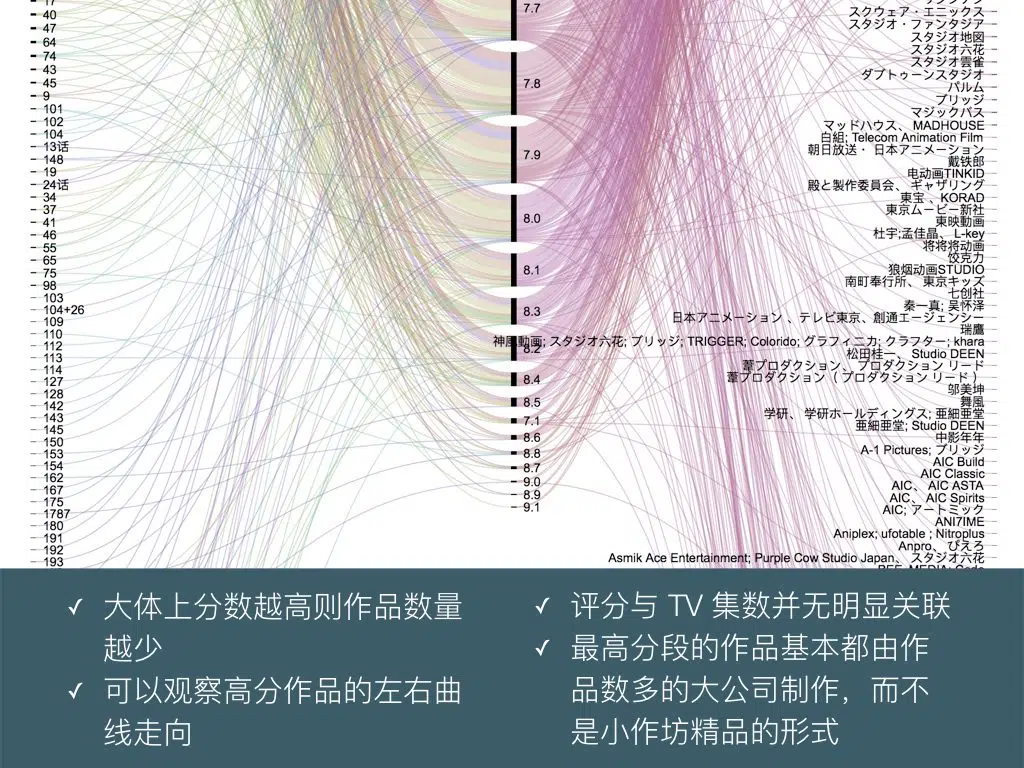 17
40
47
64
74
43
45
9
101
102
104
13话
148
19
24话
34
37
41
46
55
65
75
98
103
104+26
109
110
112
113
114
127
128
142
143
145
150
153
154
162
167
175
1787
180
191
192
193
7.7
7.8
7.9
8.0
8.1
8.3
8.2
8.4
8.5
7.1
8.6
8.8
8.7
9.0
8.9
9.1
スクウェア・エニックス
スタジオ・ファンタジア
スタジオ地図
スタジオ六花
スタジオ雲雀
ダブトゥーンスタジオ
パルム
ブリッジ
マジックバス
マッドハウス、 MADHOUSE
白組; Telecom Animation Film
朝日放送・ 日本アニメーション
戴铁郎
电动画TINKID
殿と製作委員会、 ギャザリング
東宝 、KORAD
東京ムービー新社
東映動画
杜宇;孟佳晶、 L-key
将将将动画
饺克力
狼烟动画STUDIO
南町奉行所、 東京キッズ
七创社
秦一真; 吴怀泽
日本アニメーション 、テレビ東京、創通エージェンシー
瑞鷹
神風動画; スタジオ六花; ブリッジ; TRIGGER; Colorido; グラフィニカ; クラフター; khara
松田桂一、 Studio DEEN
葦プロダクション、 プロダクション リード
葦プロダクション（ プロダクション リード ）
邬美坤
舞風
学研、 学研ホールディングス; 亜細亜堂
亜細亜堂; Studio DEEN
中影年年
A-1 Pictures; ブリッジ
AIC Build
AIC Classic
AIC、 AIC ASTA
AIC、 AIC Spirits
AIC; アートミック
ANI7IME
Aniplex; ufotable ; Nitroplus
Anpro、 ぴえろ
Asmik Ace Entertainment; Purple Cow Studio Japan、 スタジオ六花
✓ 大体上分数越高则作品数量
越少
✓ 可以观察高分作品的左右曲
线走向
✓ 评分与 TV 集数并无明显关联
✓ 最高分段的作品基本都由作
品数多的大公司制作，而不
是小作坊精品的形式